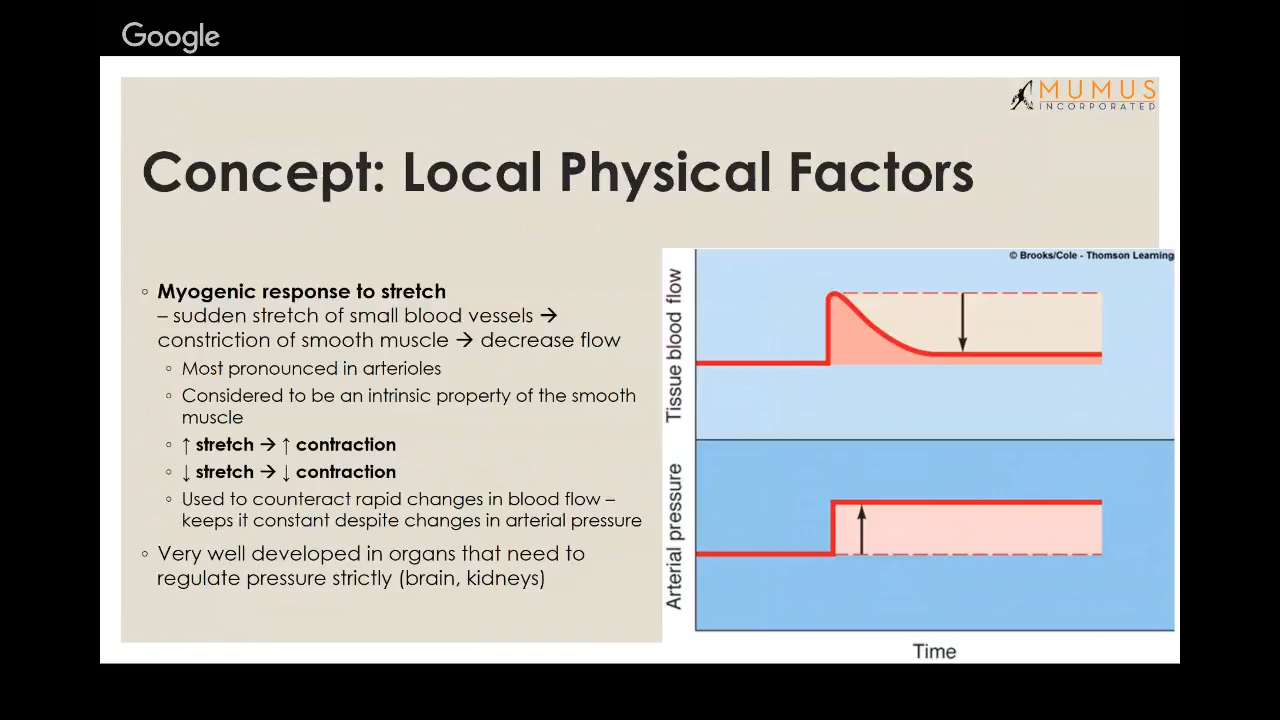 Google
MUMUS
INCORPORATED
Concept: Local Physical Factors
◦ Myogenic response to stretch
– sudden stretch of small blood vessels →
constriction of smooth muscle → decrease flow
◦ Most pronounced in arterioles
◦ Considered to be an intrinsic property of the smooth
muscle
◦ ↑ stretch → ↑ contraction
◦ ↓ stretch → ↓ contraction
◦ Used to counteract rapid changes in blood flow –
keeps it constant despite changes in arterial pressure
◦ Very well developed in organs that need to
regulate pressure strictly (brain, kidneys)
© Brooks/Cole - Thomson Learning
Tissue blood flow
Arterial pressure
Time